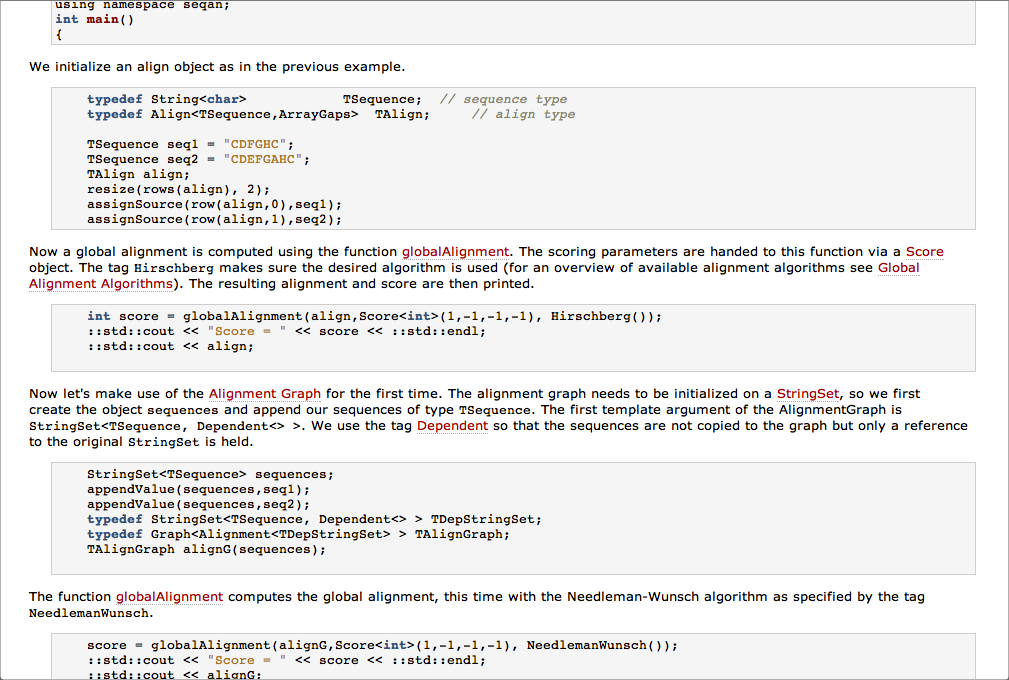 using namespace seqan;
int main()
{
We initialize an align object as in the previous example.
typedef String<char>            TSequence;  // sequence type
typedef Align<TSequence,ArrayGaps>  TAlign;     // align type
TSequence seq1 = "CDFGHC";
TSequence seq2 = "CDEFGAHC";
TAlign align;
resize(rows(align), 2);
assignSource(row(align,0),seq1);
assignSource(row(align,1),seq2);
Now a global alignment is computed using the function globalAlignment. The scoring parameters are handed to this function via a Score
object. The tag Hirschberg makes sure the desired algorithm is used (for an overview of available alignment algorithms see Global
Alignment Algorithms). The resulting alignment and score are then printed.
int score = globalAlignment(align,Score<int>(1,-1,-1,-1), Hirschberg());
::std::cout << "Score = " << score << ::std::endl;
::std::cout << align;
Now let's make use of the Alignment Graph for the first time. The alignment graph needs to be initialized on a StringSet, so we first
create the object sequences and append our sequences of type TSequence. The first template argument of the AlignmentGraph is
StringSet<TSequence, Dependent<> >. We use the tag Dependent so that the sequences are not copied to the graph but only a reference
to the original StringSet is held.
StringSet<TSequence> sequences;
appendValue(sequences,seq1);
appendValue(sequences,seq2);
typedef StringSet<TSequence, Dependent<> > TDepStringSet;
typedef Graph<Alignment<TDepStringSet> > TAlignGraph;
TAlignGraph alignG(sequences);
The function globalAlignment computes the global alignment, this time with the Needleman-Wunsch algorithm as specified by the tag
NeedlemanWunsch.
score = globalAlignment(alignG,Score<int>(1,-1,-1,-1), NeedlemanWunsch());
::std::cout << "Score = " << score << ::std::endl;
::std::cout << alignG;